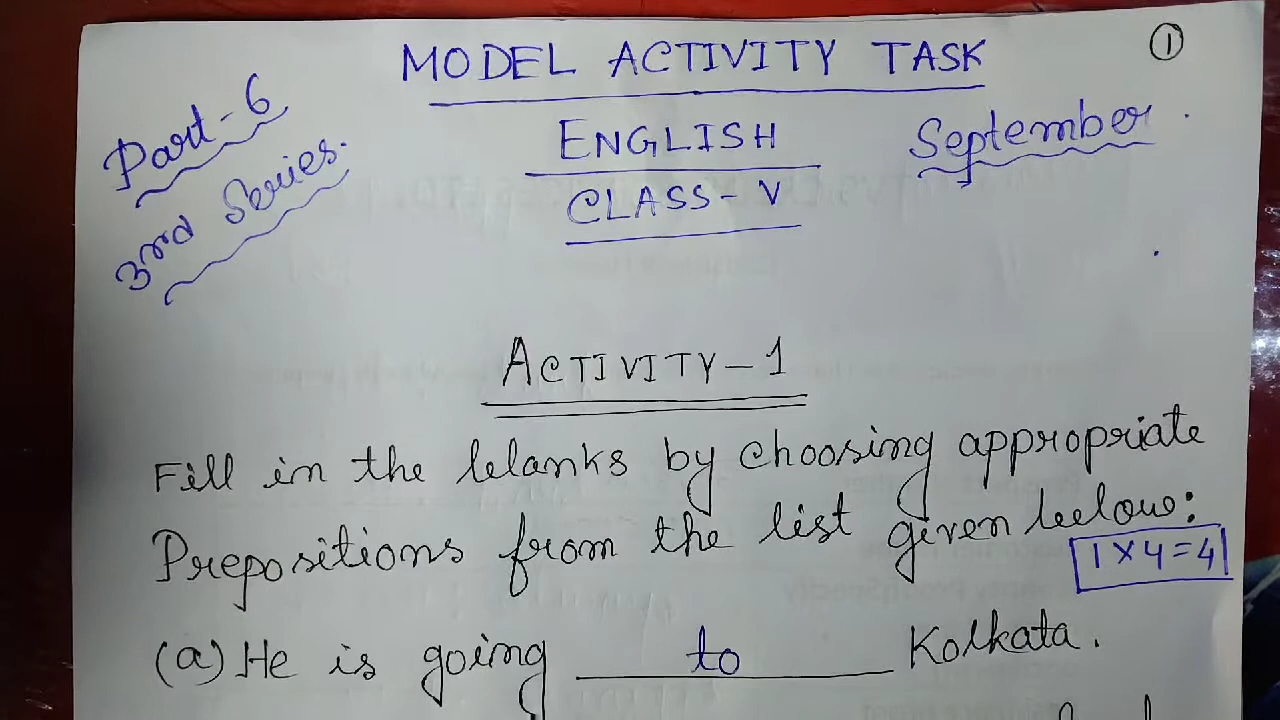 MODEL ACTIVITY TASK
①
Part-6
3rd Series.
ENGLISH
September.
CLASS-V
ACTIVITY-1
Fill in the blanks by choosing appropriate
Prepositions from the list given below:
1×4=4
(a) He is going to Kolkata.